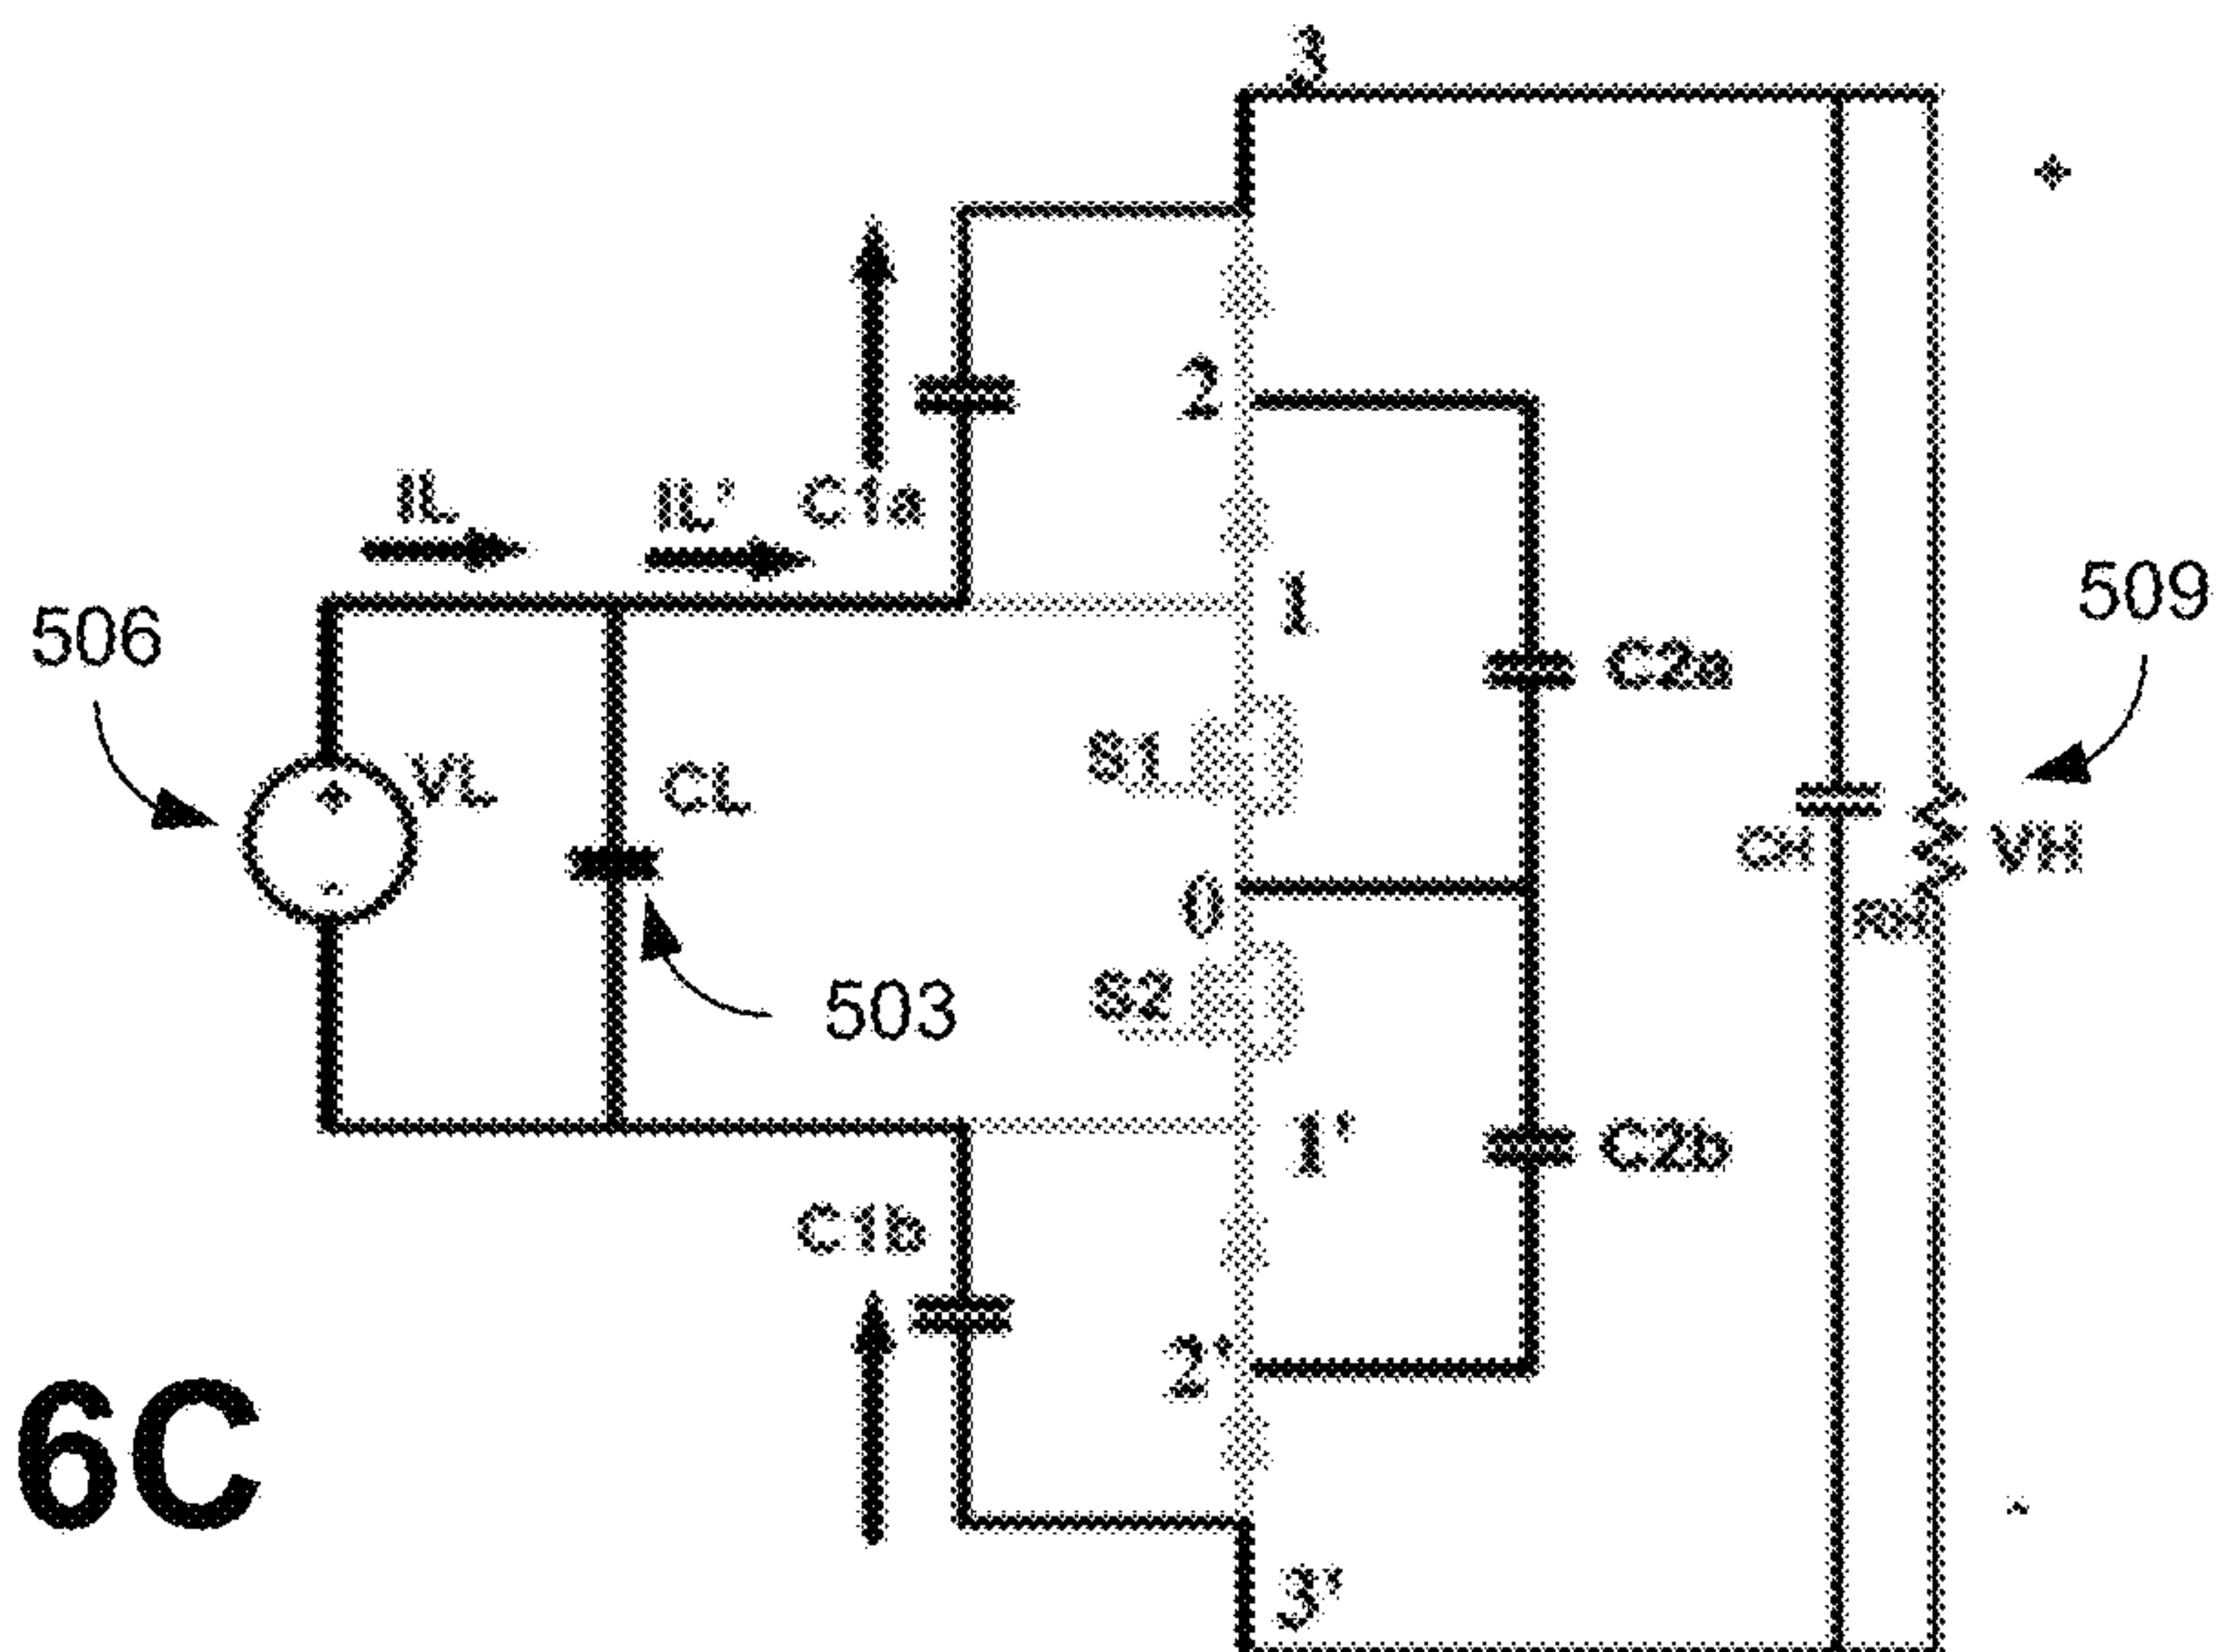 3
+
2
IL
IL'
C1a
1
509
506
C2a
S1
VL
+
CL
-
CH
VH
RH
0
S2
503
1'
C2b
C1b
2'
6C
-
3'